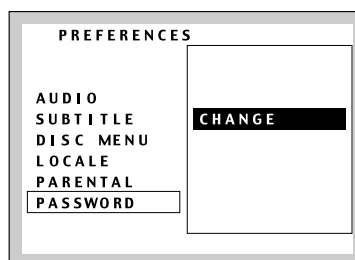 PREFERENCES
AUDIO
SUBTITLE
DISC MENU
LOCALE
PARENTAL
PASSWORD
CHANGE